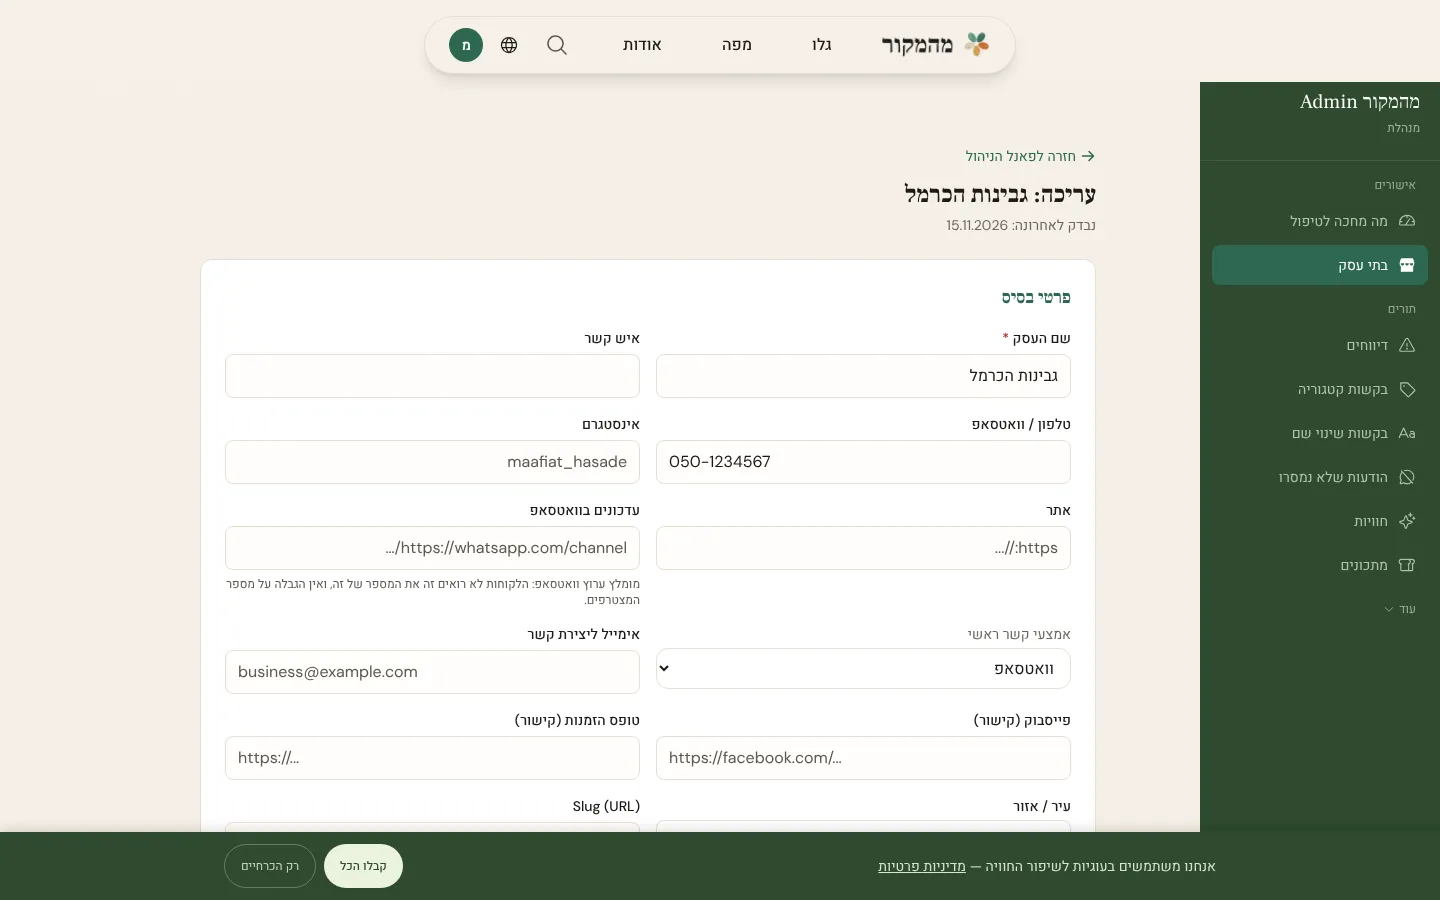 מהמקור
גלו
מפה
אודות
מ
מהמקור Admin
מנהלת
אישורים
מה מחכה לטיפול
בתי עסק
תורים
דיווחים
בקשות קטגוריה
Aa בקשות שינוי שם
הודעות שלא נמסרו
חוויות
מתכונים
עוד
→ חזרה לפאנל הניהול
עריכה: גבינות הכרמל
נבדק לאחרונה: 15.11.2026
פרטי בסיס
שם העסק *
איש קשר
גבינות הכרמל
טלפון / וואטסאפ
אינסטגרם
050-1234567
maafiat_hasade
אתר
עדכונים בוואטסאפ
...//:https
.../https://whatsapp.com/channel
מומלץ ערוץ וואטסאפ: הלקוחות לא רואים זה את המספר של זה, ואין הגבלה על מספר
המצטרפים.
אמצעי קשר ראשי
אימייל ליצירת קשר
וואטסאפ
business@example.com
פייסבוק (קישור)
טופס הזמנות (קישור)
https://facebook.com/...
https://...
עיר / אזור
Slug (URL)
אנחנו משתמשים בעוגיות לשיפור החוויה — מדיניות פרטיות
קבלו הכל
רק הכרחיים